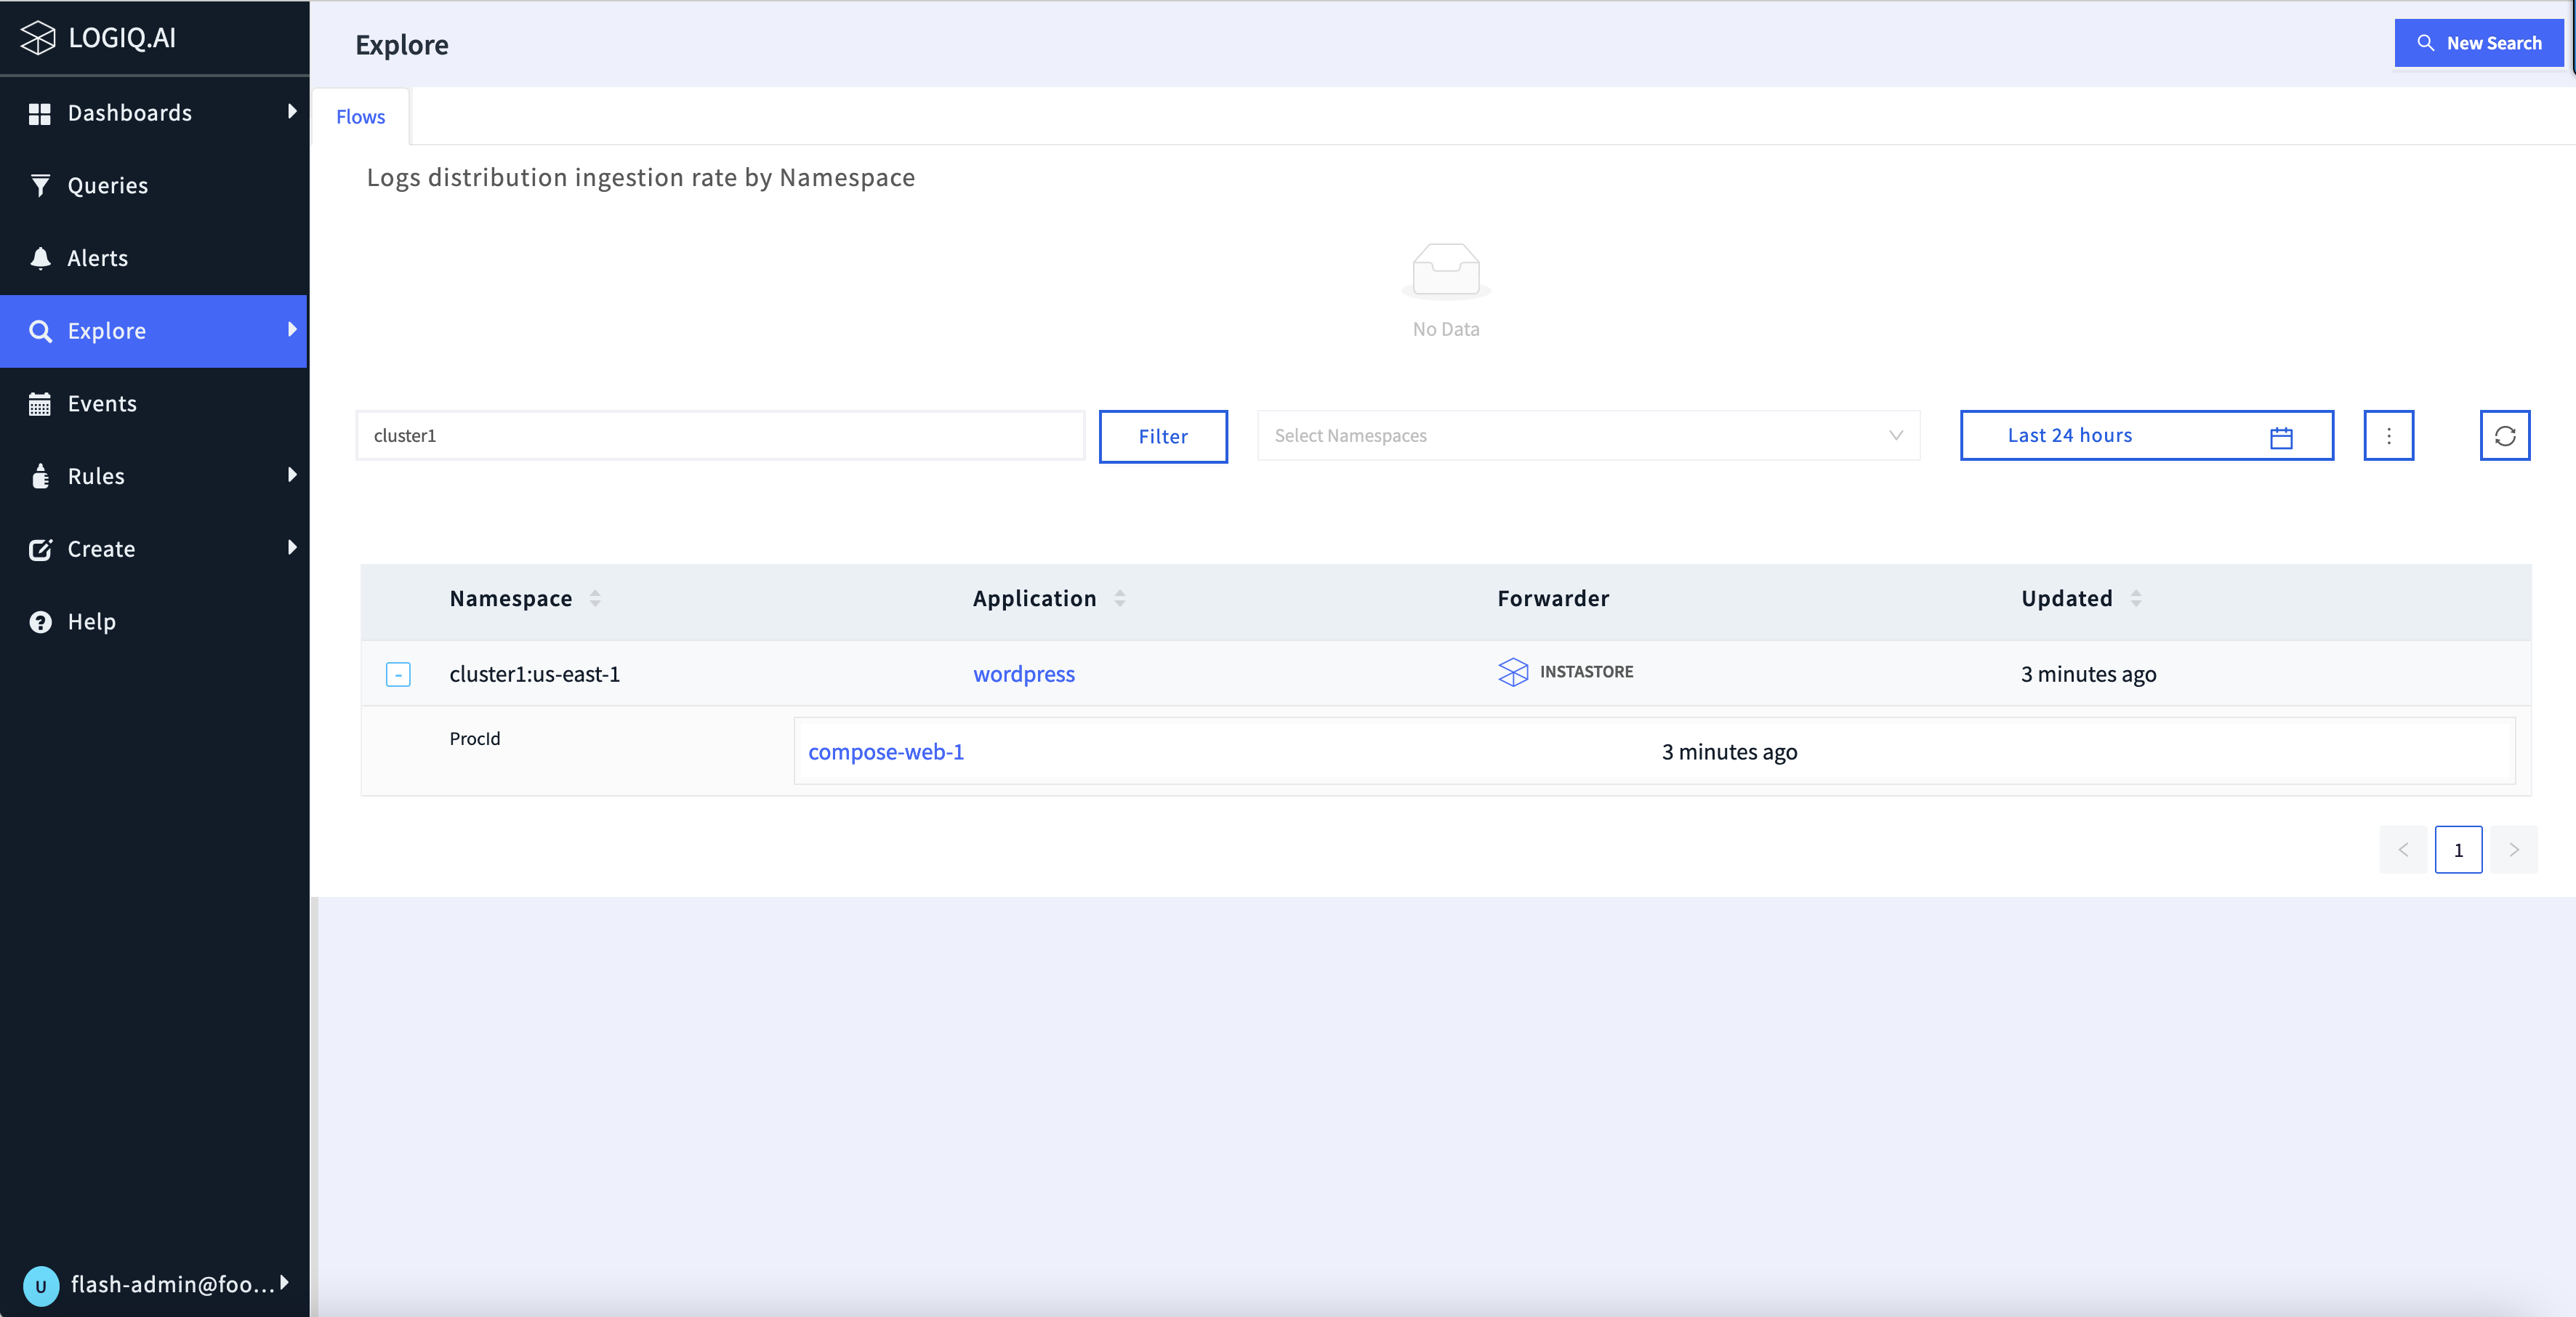 LOGIQ.AI
Explore
New Search
Dashboards
Queries
Alerts
Explore
Events
Rules
Create
Help
Flows
Logs distribution ingestion rate by Namespace
No Data
cluster1
Filter
Select Namespaces
Last 24 hours
Namespace Application Forwarder Updated
- cluster1:us-east-1 wordpress INSTASTORE 3 minutes ago
ProcId compose-web-1 3 minutes ago
< 1 >
U flash-admin@foo...